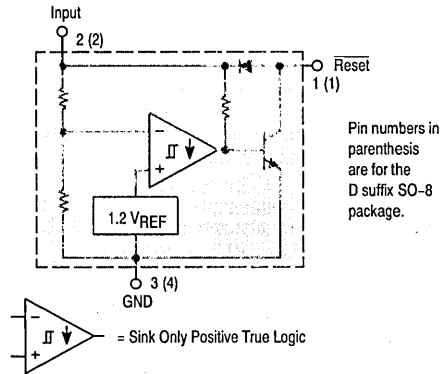 Input
2 (2)
Reset
1 (1)
Pin numbers in
parenthesis
are for the
D suffix SO-8
package.
−
+
1.2 VREF
3 (4)
GND
−
+
= Sink Only Positive True Logic